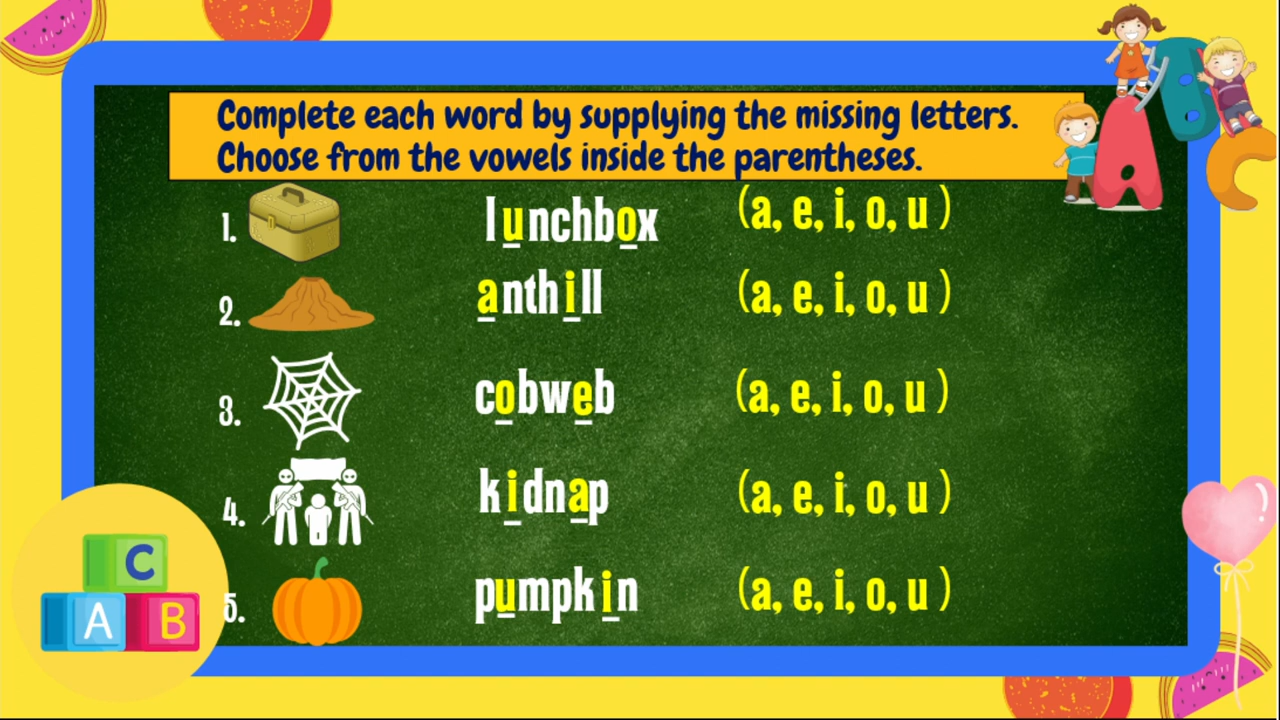 Complete each word by supplying the missing letters.
Choose from the vowels inside the parentheses.
1. lunchbox (a, e, i, o, u )
2. anthill (a, e, i, o, u )
3. cobweb (a, e, i, o, u )
4. kidnap (a, e, i, o, u )
5. pumpkin (a, e, i, o, u )
A B C
C
A B